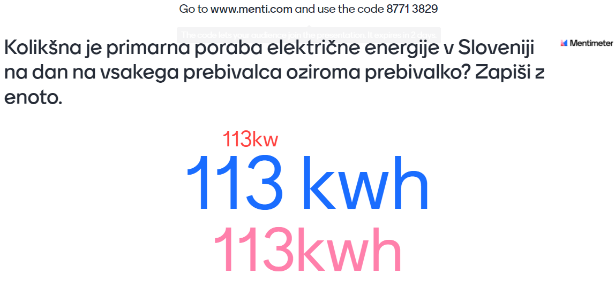 Go to www.menti.com and use the code 8771 3829
Kolikšna je primarna poraba električne energije v Sloveniji
na dan na vsakega prebivalca oziroma prebivalko? Zapiši z
enoto.
Mentimeter
113kw
113 kwh
113kwh